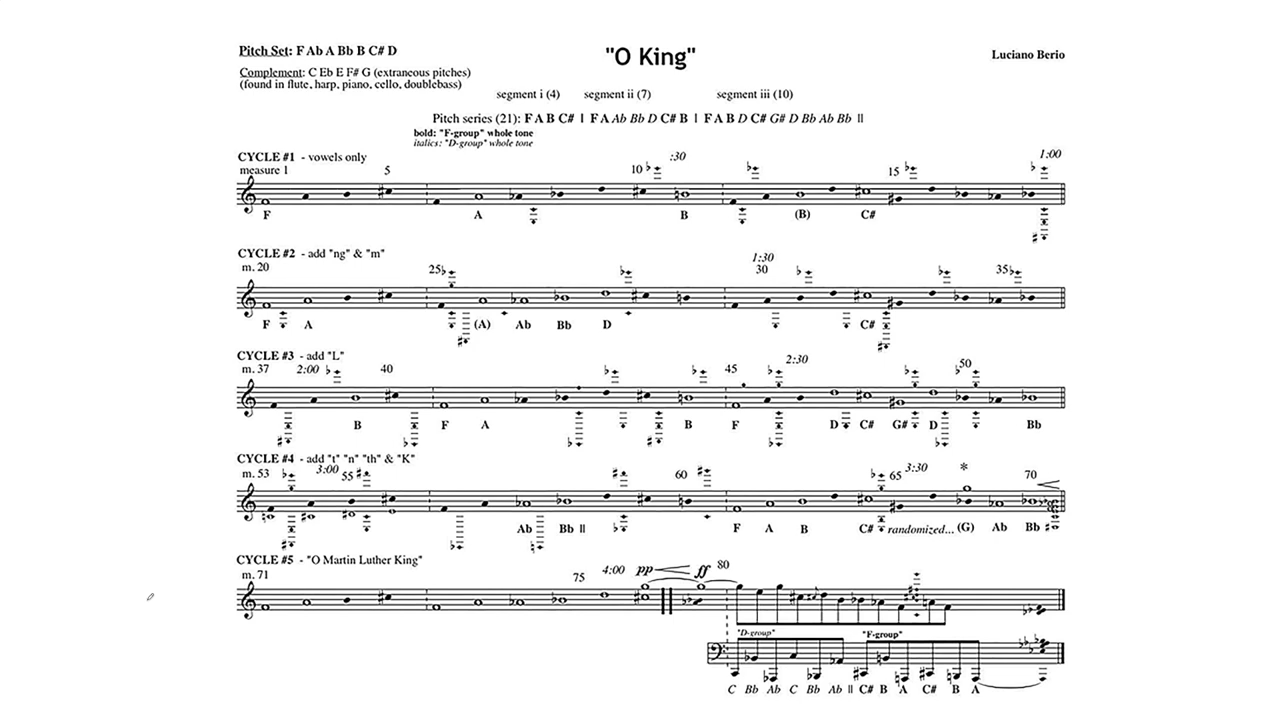 Pitch Set: F Ab A Bb B C# D
"O King"
Luciano Berio
Complement: C Eb E F# G (extraneous pitches)
(found in flute, harp, piano, cello, doublebass)
segment i (4) segment ii (7) segment iii (10)
Pitch series (21): F A B C# | F A Ab Bb D C# B | F A B D C# G# D Bb Ab Bb ||
bold: "F-group" whole tone
italics: "D-group" whole tone
CYCLE #1 - vowels only
measure 1 5 10 :30 15 1:00
F A B (B) C#
CYCLE #2 - add "ng" & "m"
m. 20 25 1:30 30 35
F A (A) Ab Bb D C#
CYCLE #3 - add "L"
m. 37 2:00 40 45 2:30 50
B F A B F D C# G# D Bb
CYCLE #4 - add "t" "n" "th" & "K"
m. 53 3:00 55 60 65 3:30 * 70
Ab Bb || F A B C# randomized... (G) Ab Bb
CYCLE #5 - "O Martin Luther King"
m. 71 75 4:00 pp ff 80
"D-group" "F-group"
C Bb Ab C Bb Ab || C# B A C# B A